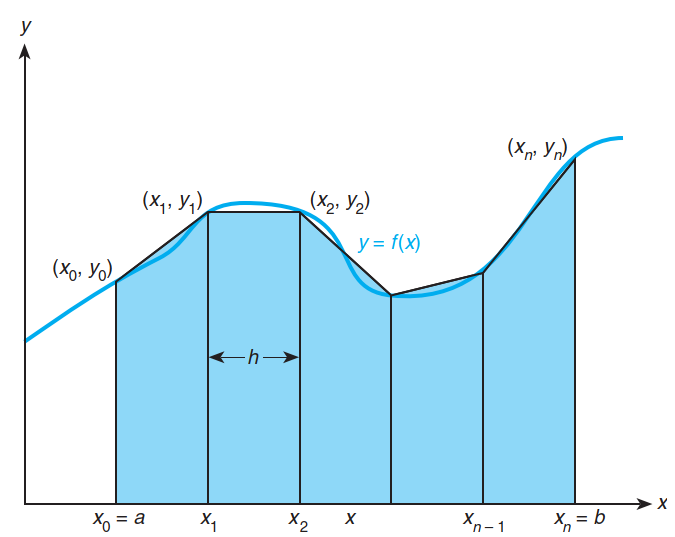 y
(xₙ, yₙ)
(x₁, y₁)
(x₂, y₂)
y = f(x)
(x₀, y₀)
h
x
x₀ = a
x₁
x₂
x
xₙ₋₁
xₙ = b